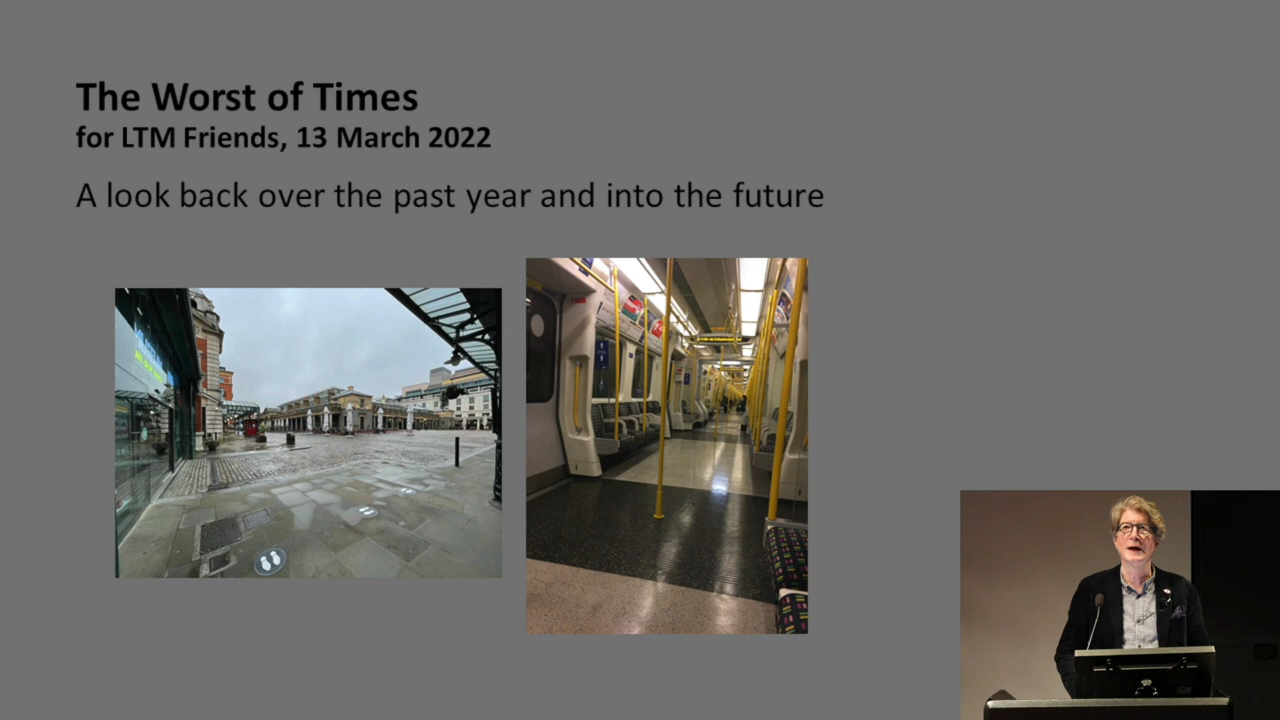 The Worst of Times
for LTM Friends, 13 March 2022
A look back over the past year and into the future